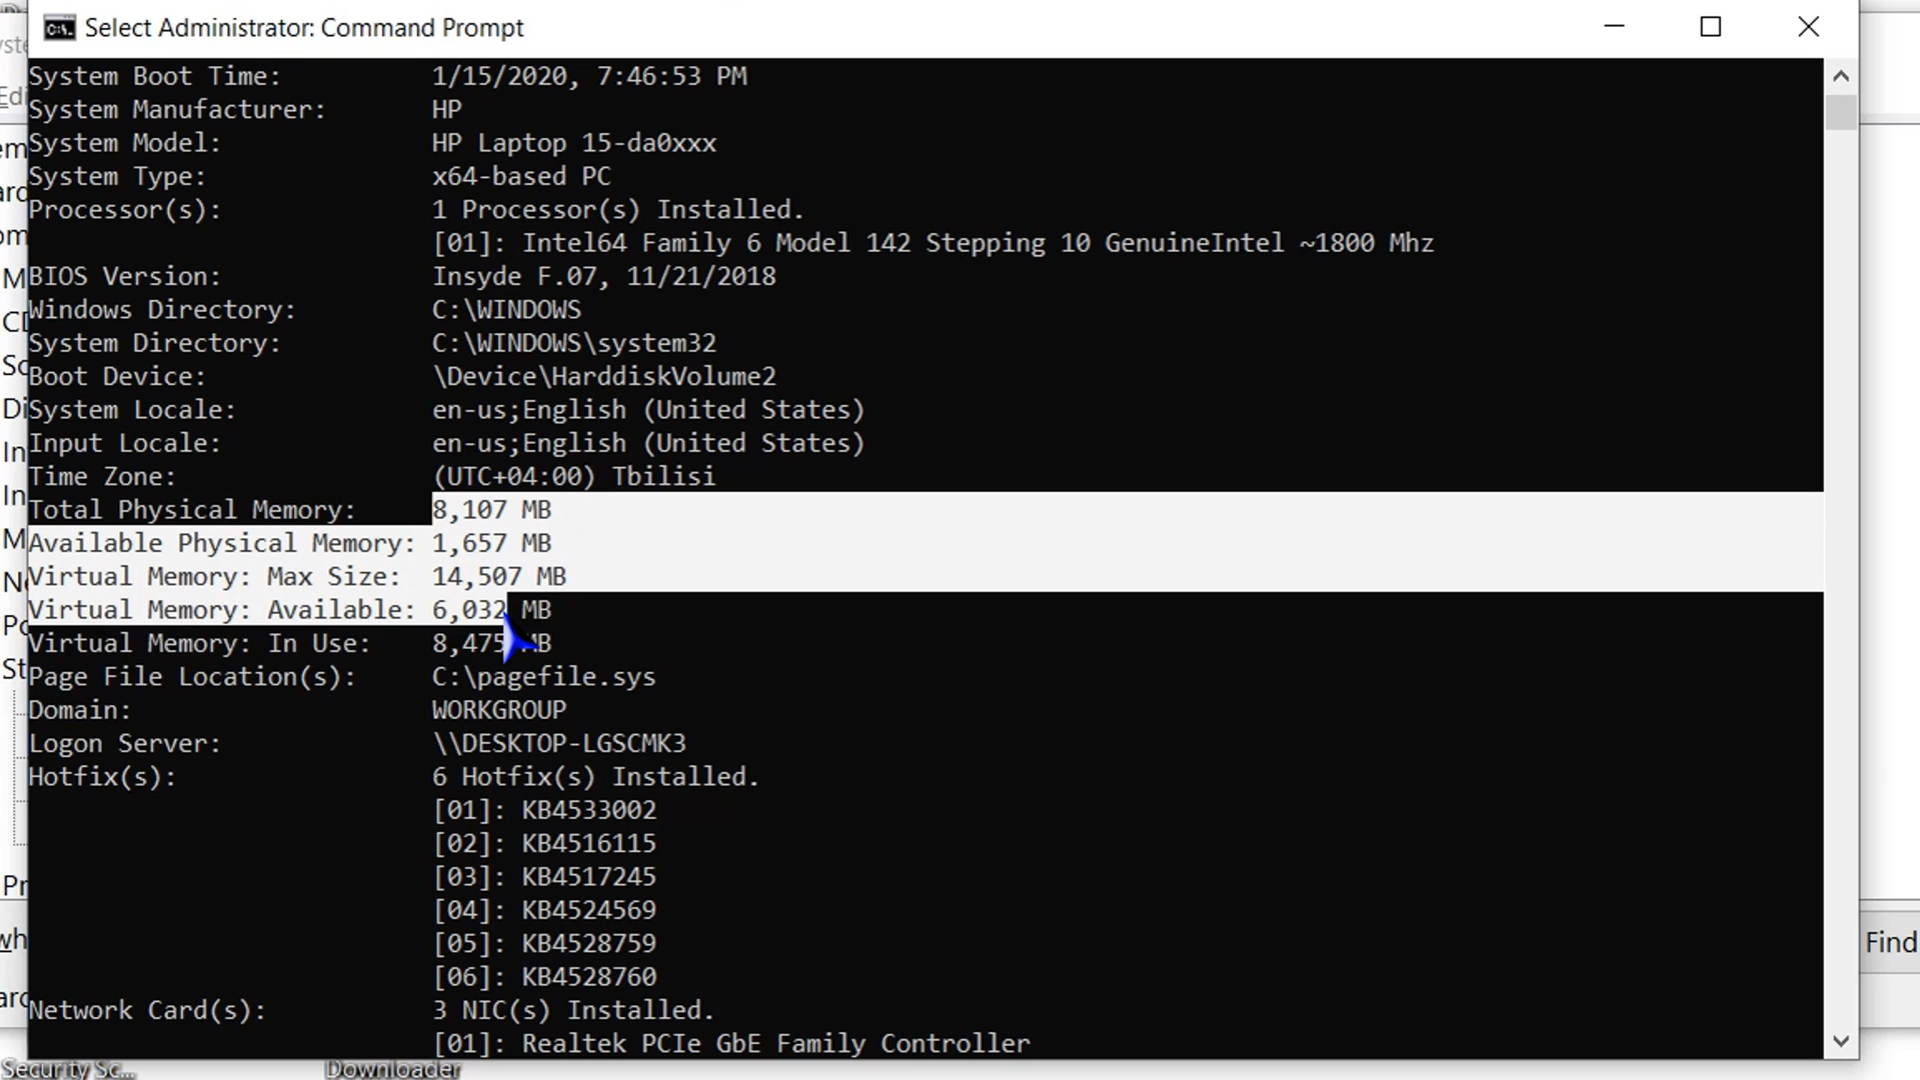 Select Administrator: Command Prompt
System Boot Time: 1/15/2020, 7:46:53 PM
System Manufacturer: HP
System Model: HP Laptop 15-da0xxx
System Type: x64-based PC
Processor(s): 1 Processor(s) Installed.
[01]: Intel64 Family 6 Model 142 Stepping 10 GenuineIntel ~1800 Mhz
BIOS Version: Insyde F.07, 11/21/2018
Windows Directory: C:\WINDOWS
System Directory: C:\WINDOWS\system32
Boot Device: \Device\HarddiskVolume2
System Locale: en-us;English (United States)
Input Locale: en-us;English (United States)
Time Zone: (UTC+04:00) Tbilisi
Total Physical Memory: 8,107 MB
Available Physical Memory: 1,657 MB
Virtual Memory: Max Size: 14,507 MB
Virtual Memory: Available: 6,032 MB
Virtual Memory: In Use: 8,475 MB
Page File Location(s): C:\pagefile.sys
Domain: WORKGROUP
Logon Server: \\DESKTOP-LGSCMK3
Hotfix(s): 6 Hotfix(s) Installed.
[01]: KB4533002
[02]: KB4516115
[03]: KB4517245
[04]: KB4524569
[05]: KB4528759
[06]: KB4528760
Find
Network Card(s): 3 NIC(s) Installed.
[01]: Realtek PCIe GbE Family Controller
Security Sc... Downloader